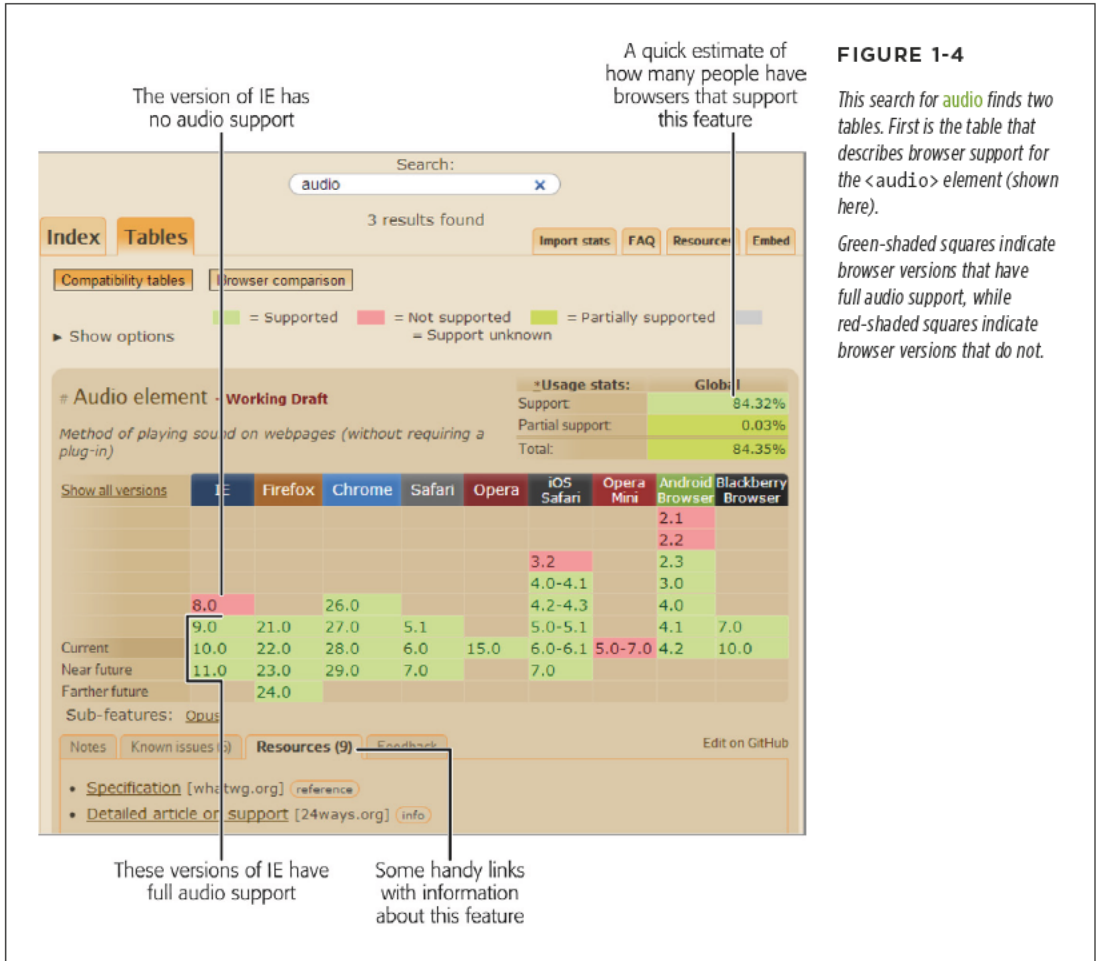 A quick estimate of
how many people have
browsers that support
this feature
The version of IE has
no audio support
FIGURE 1-4
This search for audio finds two
tables. First is the table that
describes browser support for
the <audio> element (shown
here).
Green-shaded squares indicate
browser versions that have
full audio support, while
red-shaded squares indicate
browser versions that do not.
Search:
audio ×
3 results found
Index Tables
Import stats FAQ Resources Embed
Compatibility tables Browser comparison
= Supported = Not supported = Partially supported
▸ Show options = Support unknown
# Audio element - Working Draft
Method of playing sound on webpages (without requiring a
plug-in)
*Usage stats: Global
Support: 84.32%
Partial support: 0.03%
Total: 84.35%
Show all versions IE Firefox Chrome Safari Opera iOS Safari Opera Mini Android Browser Blackberry Browser
2.1
2.2
3.2 2.3
4.0-4.1 3.0
8.0 26.0 4.2-4.3 4.0
9.0 21.0 27.0 5.1 5.0-5.1 4.1 7.0
Current 10.0 22.0 28.0 6.0 15.0 6.0-6.1 5.0-7.0 4.2 10.0
Near future 11.0 23.0 29.0 7.0 7.0
Farther future 24.0
Sub-features: Opus
Notes Known issues Resources (9) Feedback Edit on GitHub
• Specification [whatwg.org] reference
• Detailed article on support [24ways.org] info
These versions of IE have
full audio support
Some handy links
with information
about this feature